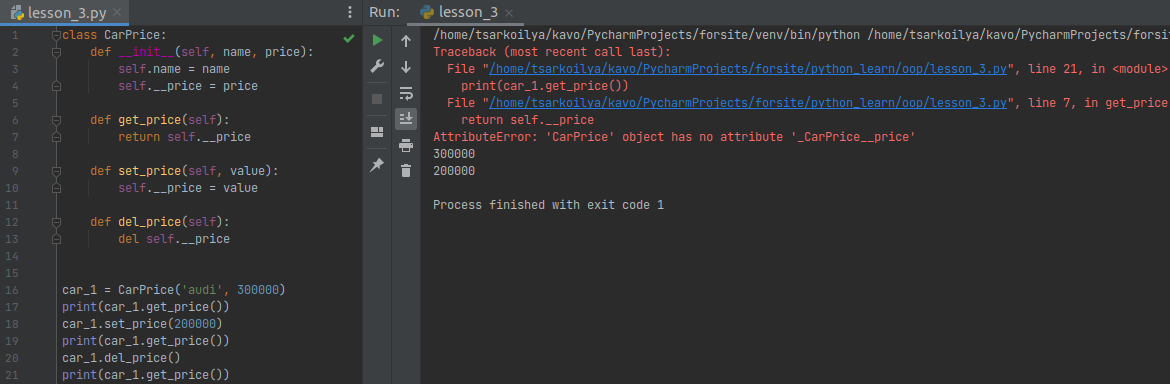 lesson_3.py
Run: lesson_3
1 class CarPrice:
2 def __init__(self, name, price):
3 self.name = name
4 self.__price = price
5
6 def get_price(self):
7 return self.__price
8
9 def set_price(self, value):
10 self.__price = value
11
12 def del_price(self):
13 del self.__price
14
15
16 car_1 = CarPrice('audi', 300000)
17 print(car_1.get_price())
18 car_1.set_price(200000)
19 print(car_1.get_price())
20 car_1.del_price()
21 print(car_1.get_price())
/home/tsarkoilya/kavo/PycharmProjects/forsite/venv/bin/python /home/tsarkoilya/kavo/PycharmProjects/forsi
Traceback (most recent call last):
File "/home/tsarkoilya/kavo/PycharmProjects/forsite/python_learn/oop/lesson_3.py", line 21, in <module>
print(car_1.get_price())
File "/home/tsarkoilya/kavo/PycharmProjects/forsite/python_learn/oop/lesson_3.py", line 7, in get_price
return self.__price
AttributeError: 'CarPrice' object has no attribute '_CarPrice__price'
300000
200000
Process finished with exit code 1